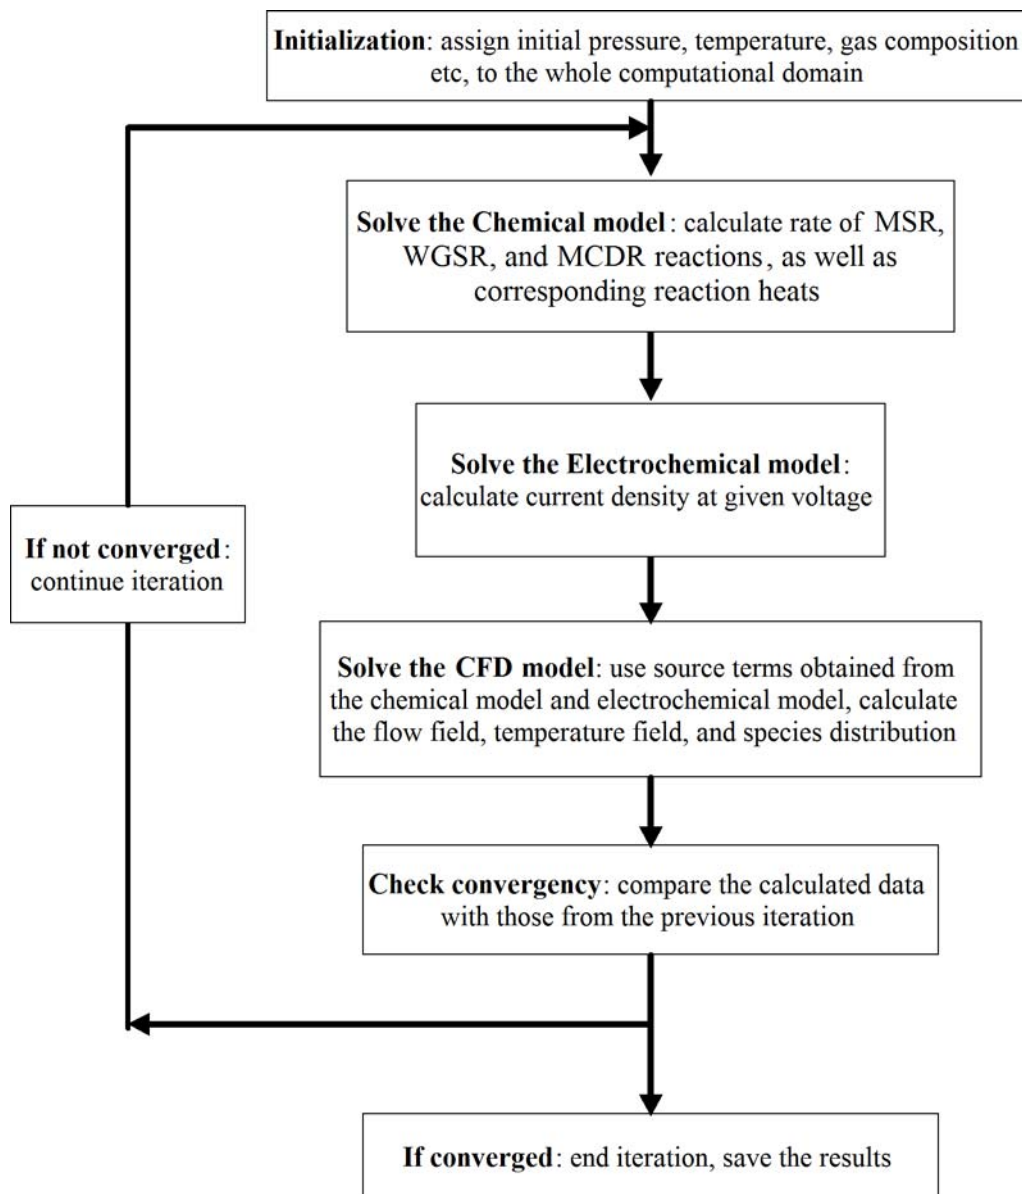 Initialization: assign initial pressure, temperature, gas composition
etc, to the whole computational domain
Solve the Chemical model: calculate rate of MSR,
WGSR, and MCDR reactions, as well as
corresponding reaction heats
Solve the Electrochemical model:
calculate current density at given voltage
If not converged:
continue iteration
Solve the CFD model: use source terms obtained from
the chemical model and electrochemical model, calculate
the flow field, temperature field, and species distribution
Check convergency: compare the calculated data
with those from the previous iteration
If converged: end iteration, save the results